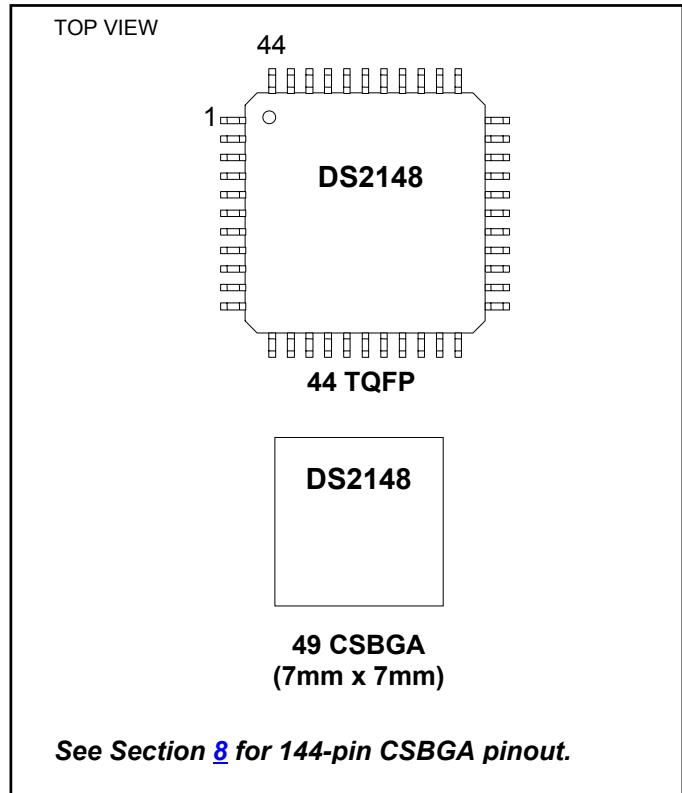 TOP VIEW
44
1
DS2148
44 TQFP
DS2148
49 CSBGA
(7mm x 7mm)
See Section 8 for 144-pin CSBGA pinout.